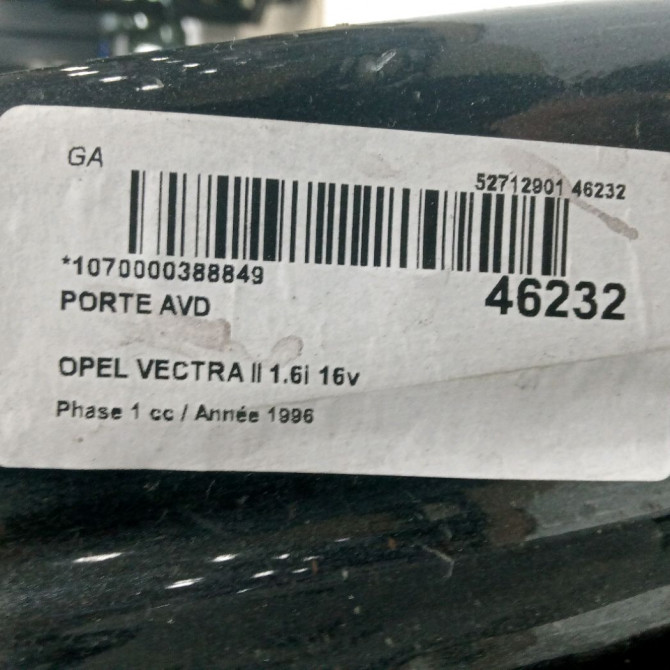 GA
52712901 46232
*1070000388849
46232
PORTE AVD
OPEL VECTRA II 1.6i 16v
Phase 1 cc / Année 1996